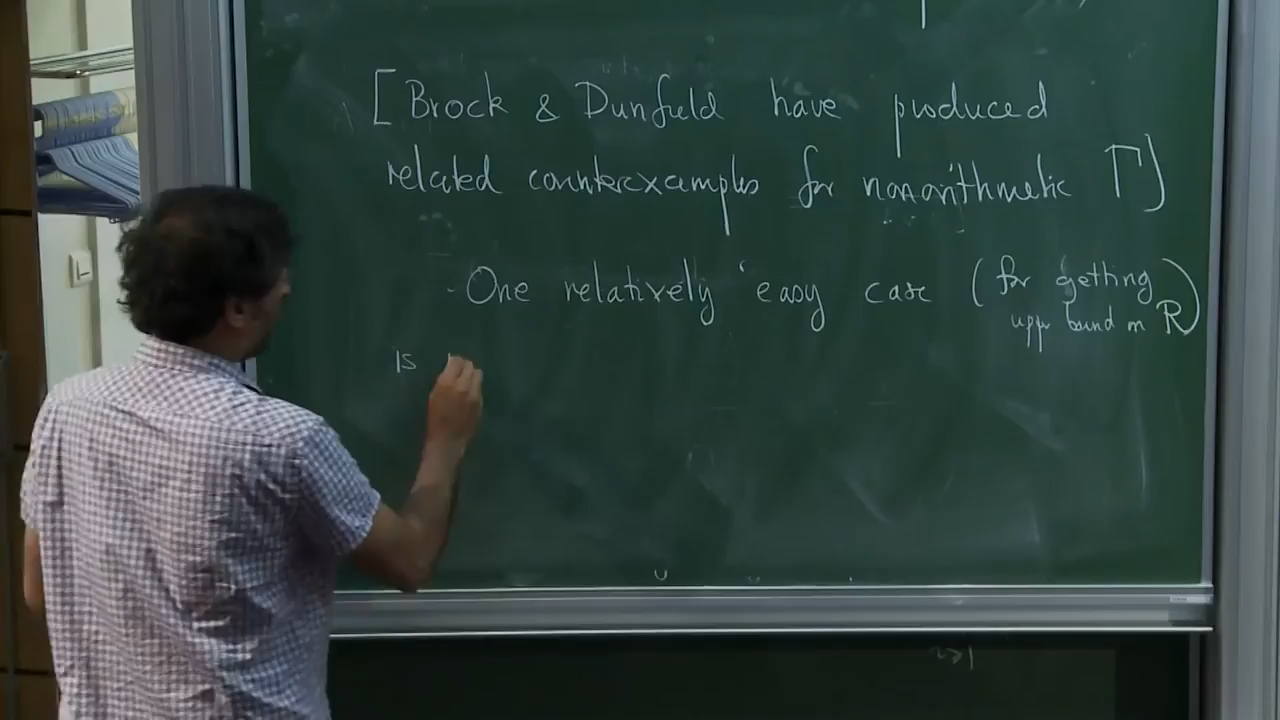 [Brock & Dunfield have produced
related counterexamples for nonarithmetic Γ]
- One relatively 'easy case (for getting
upper bound on R)
is